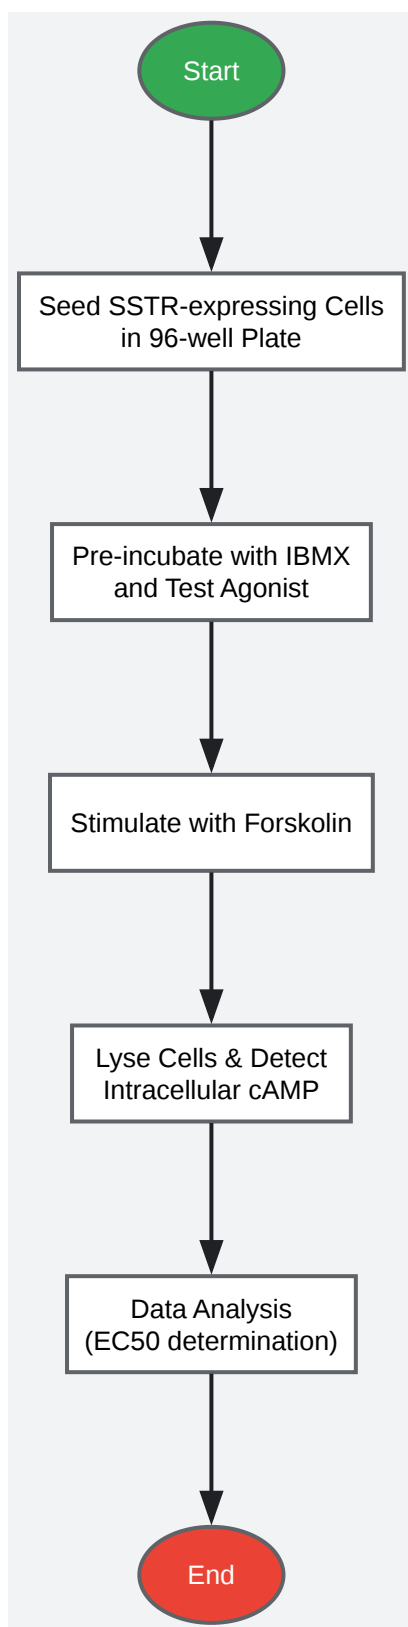 Start
Seed SSTR-expressing Cells
in 96-well Plate
Pre-incubate with IBMX
and Test Agonist
Stimulate with Forskolin
Lyse Cells & Detect
Intracellular cAMP
Data Analysis
(EC50 determination)
End